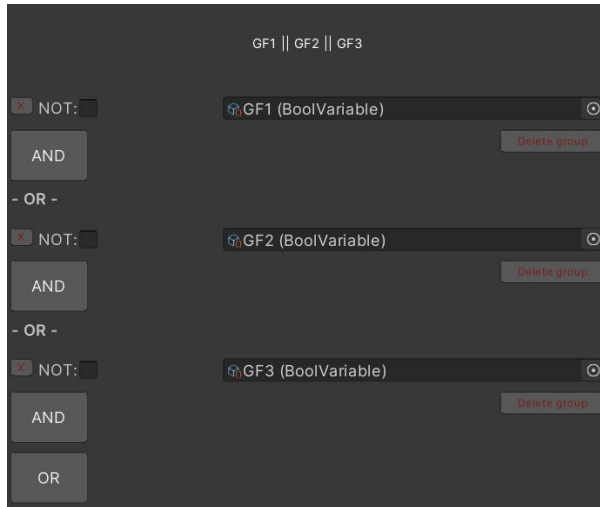 GF1 || GF2 || GF3
X NOT: GF1 (BoolVariable)
Delete group
AND
- OR -
X NOT: GF2 (BoolVariable)
Delete group
AND
- OR -
X NOT: GF3 (BoolVariable)
Delete group
AND
OR